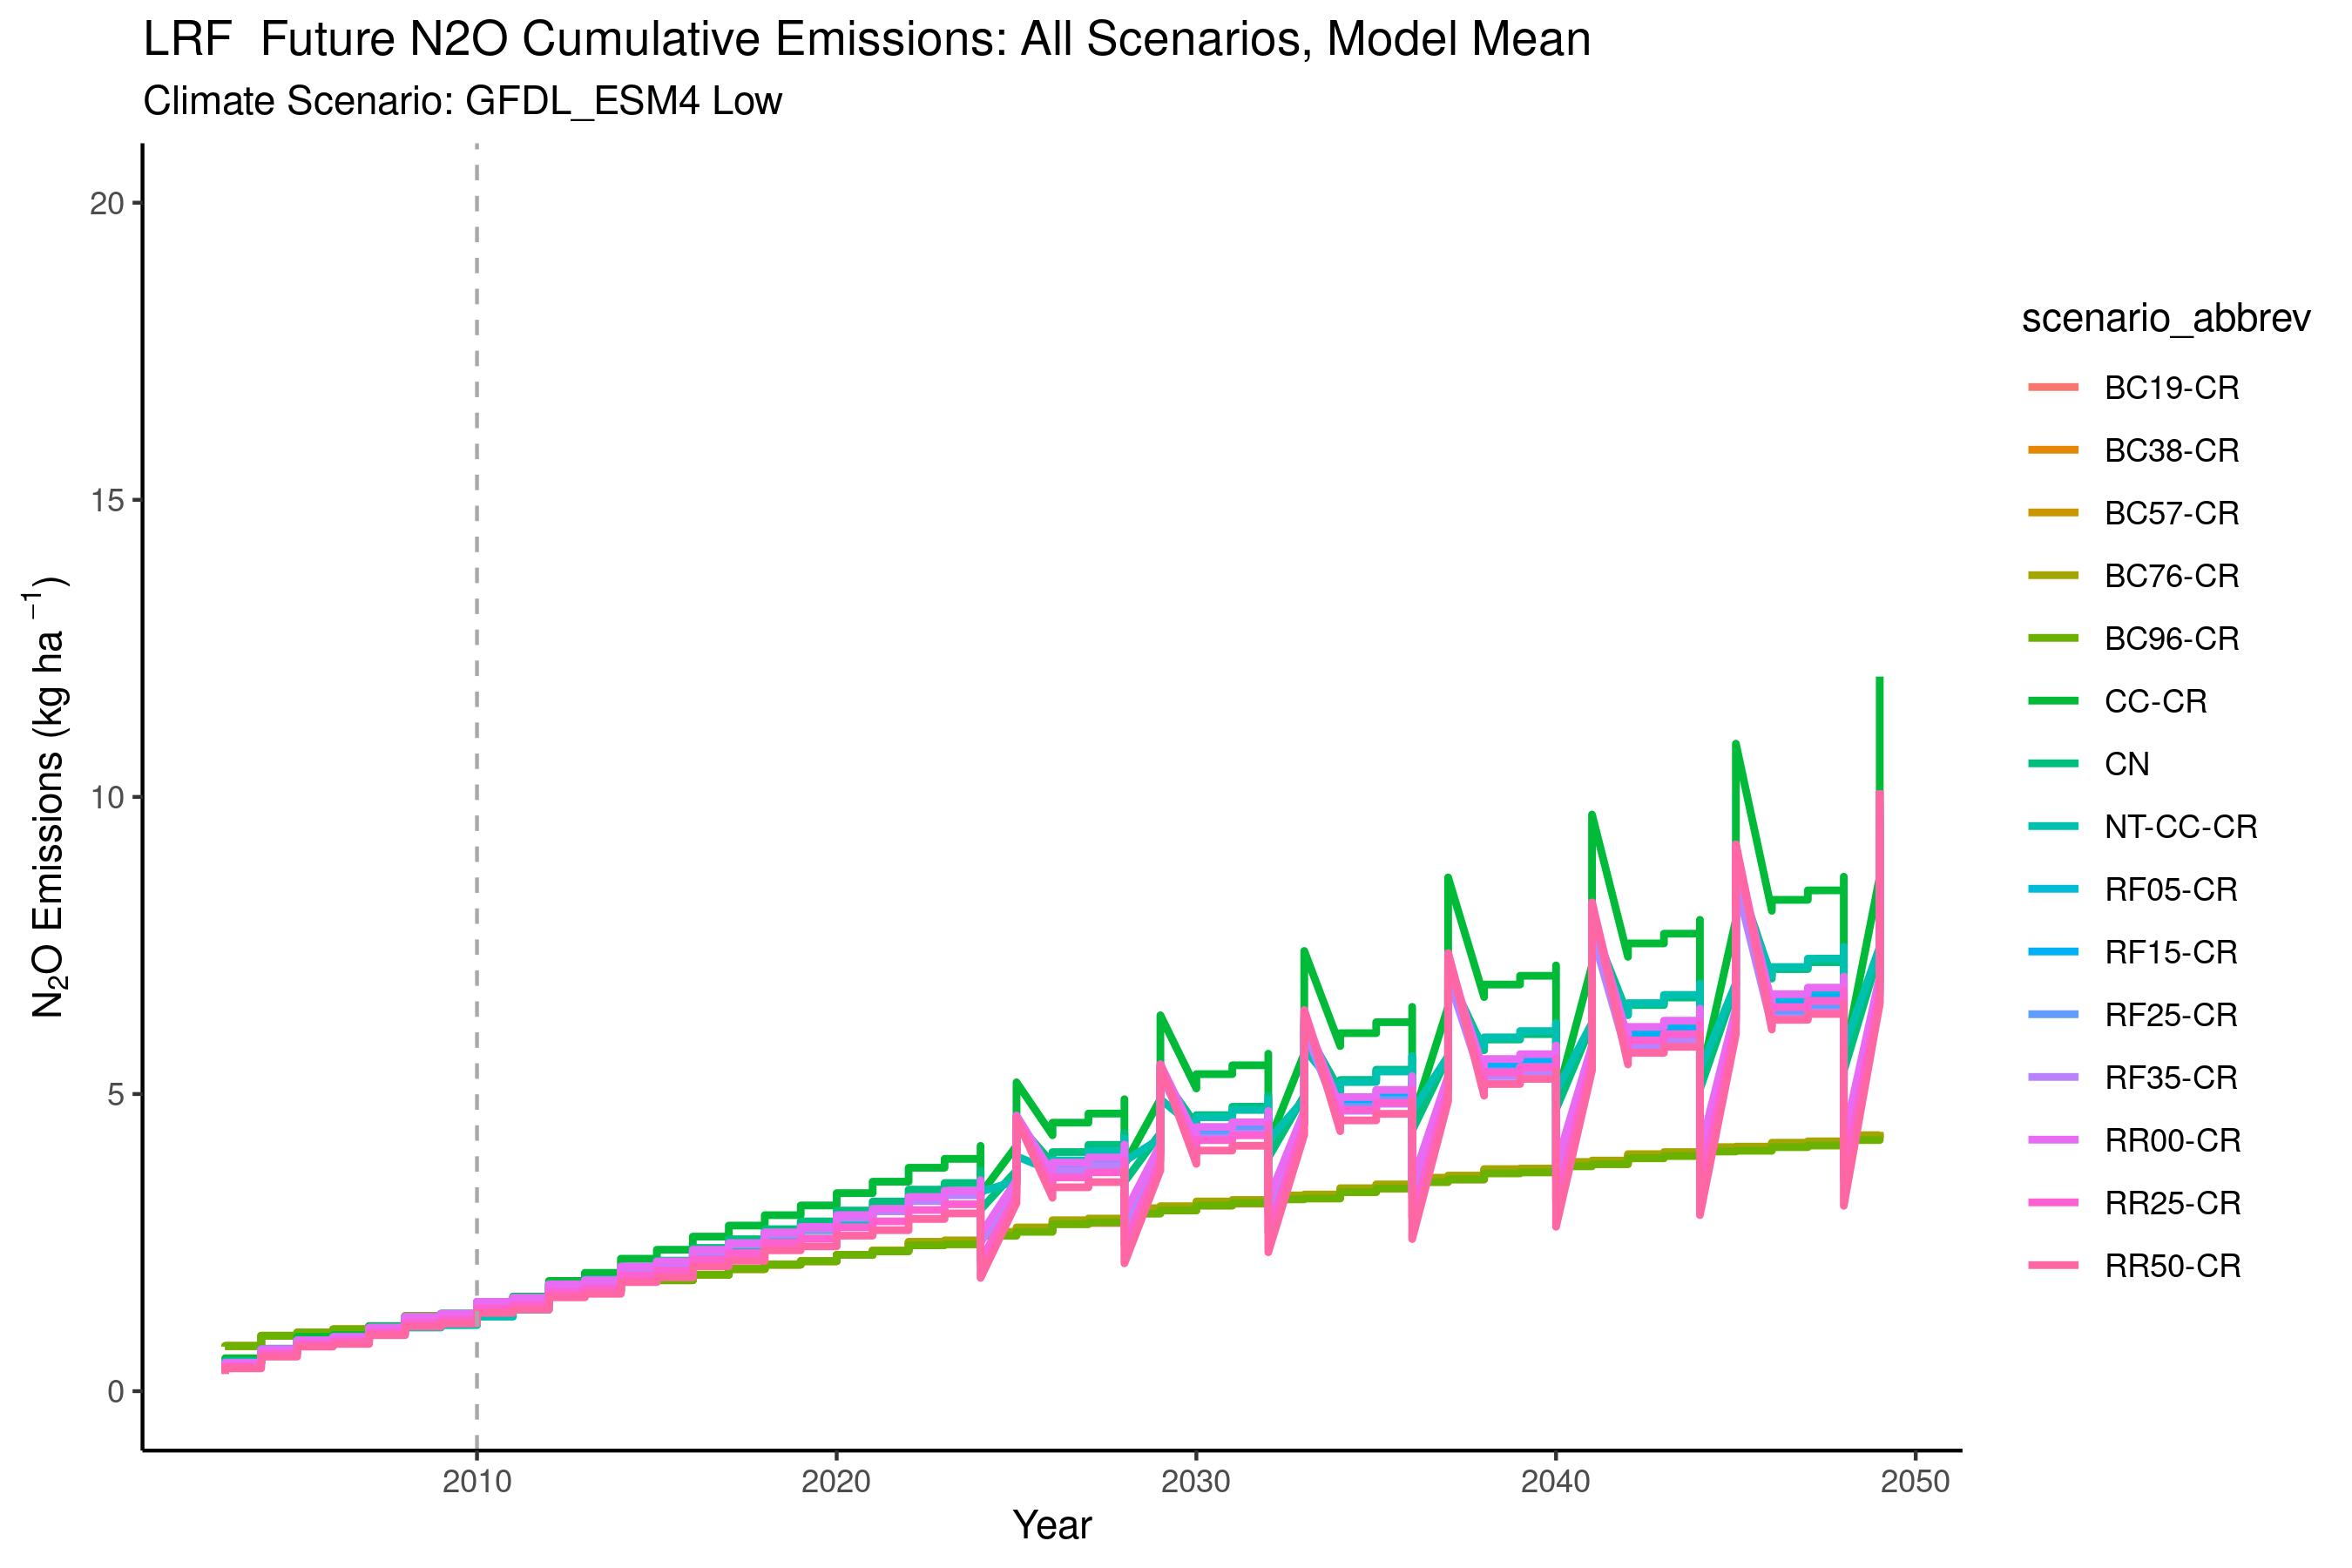 LRF  Future N2O Cumulative Emissions: All Scenarios, Model Mean
Climate Scenario: GFDL_ESM4 Low
20
15
10
5
0
N₂O Emissions (kg ha ⁻¹)
2010 2020 2030 2040 2050
Year
scenario_abbrev
BC19-CR
BC38-CR
BC57-CR
BC76-CR
BC96-CR
CC-CR
CN
NT-CC-CR
RF05-CR
RF15-CR
RF25-CR
RF35-CR
RR00-CR
RR25-CR
RR50-CR